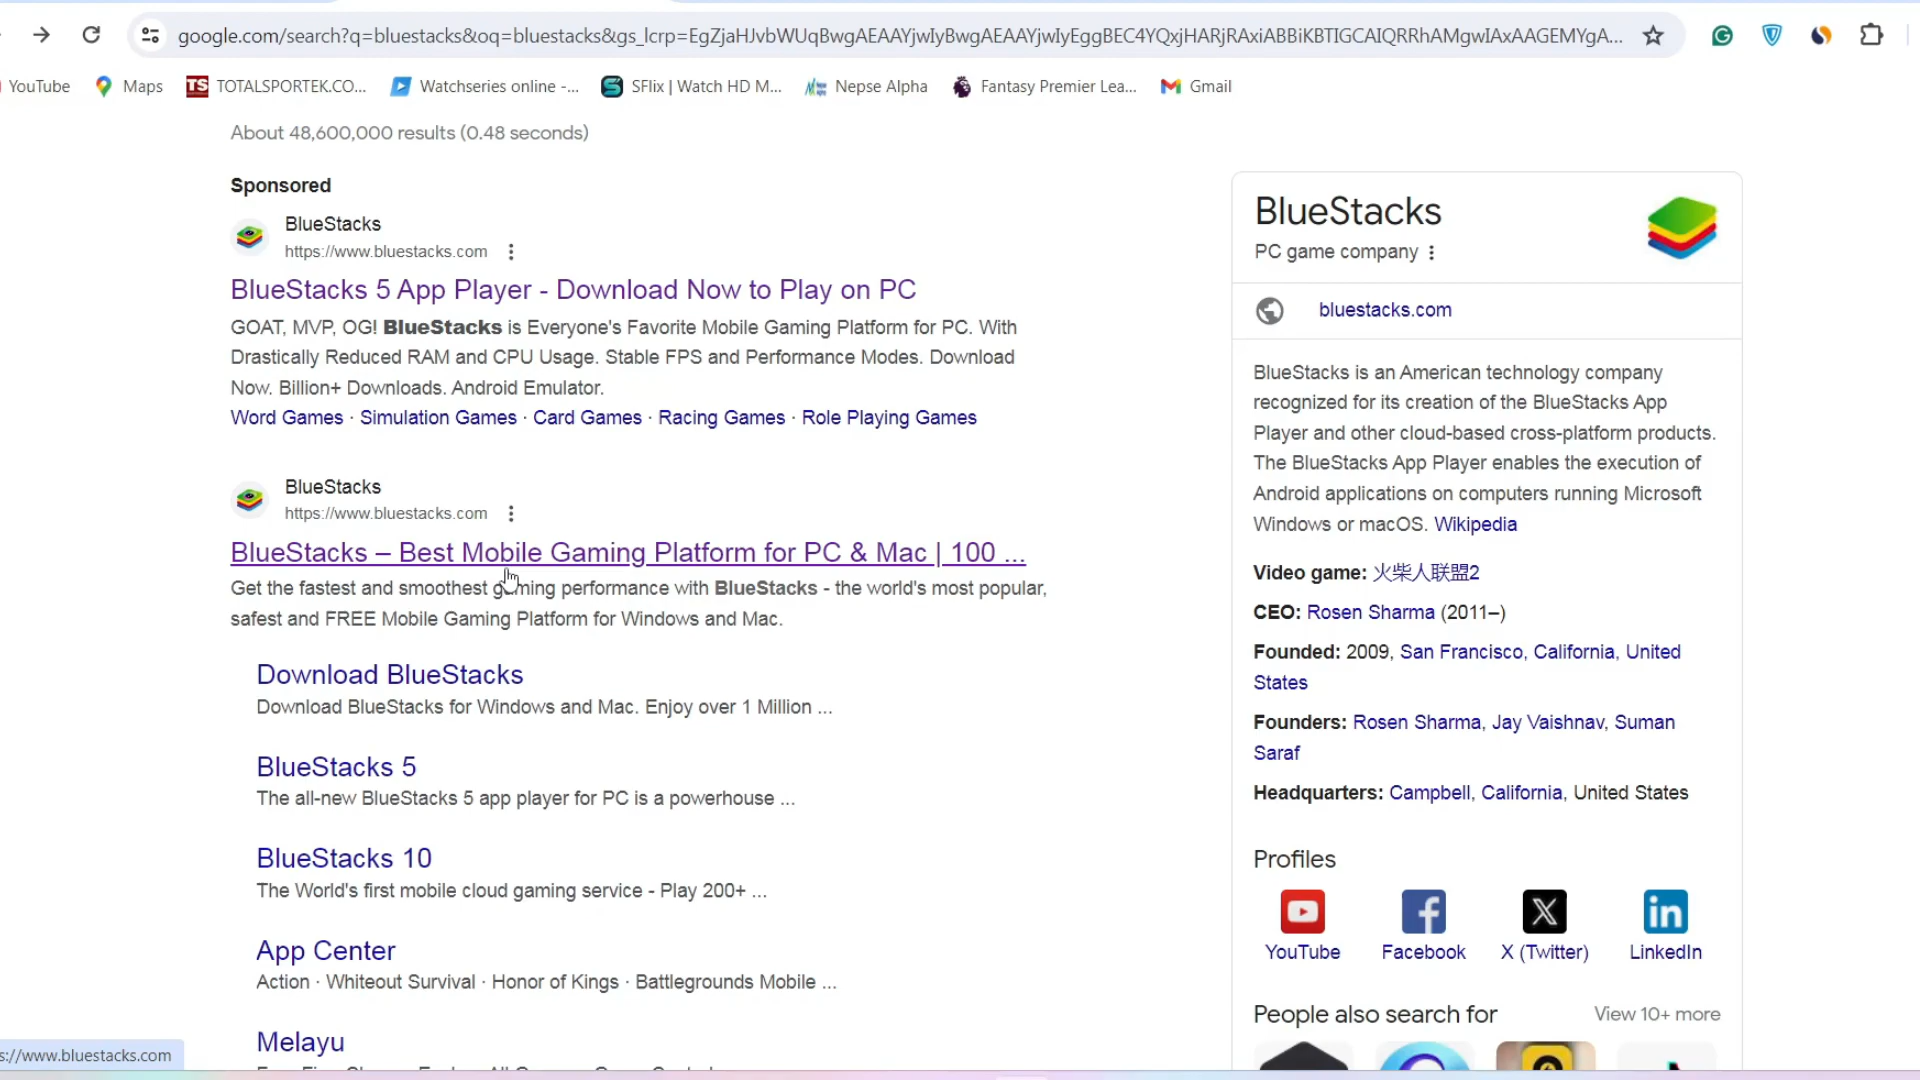 google.com/search?q=bluestacks&oq=bluestacks&gs_lcrp=EgZjaHJvbWUqBwgAEAAYjwIyBwgAEAAYjwIyEggBEC4YQxjHARjRAxiABBiKBTIGCAIQRRhAMgwIAxAAGEMYgA...
YouTube Maps TOTALSPORTEK.CO... Watchseries online -... SFlix | Watch HD M... Nepse Alpha Fantasy Premier Lea... Gmail
About 48,600,000 results (0.48 seconds)
Sponsored
BlueStacks
https://www.bluestacks.com
BlueStacks 5 App Player - Download Now to Play on PC
GOAT, MVP, OG! BlueStacks is Everyone's Favorite Mobile Gaming Platform for PC. With
Drastically Reduced RAM and CPU Usage. Stable FPS and Performance Modes. Download
Now. Billion+ Downloads. Android Emulator.
Word Games · Simulation Games · Card Games · Racing Games · Role Playing Games
BlueStacks
https://www.bluestacks.com
BlueStacks – Best Mobile Gaming Platform for PC & Mac | 100 ...
Get the fastest and smoothest gaming performance with BlueStacks - the world's most popular,
safest and FREE Mobile Gaming Platform for Windows and Mac.
Download BlueStacks
Download BlueStacks for Windows and Mac. Enjoy over 1 Million ...
BlueStacks 5
The all-new BlueStacks 5 app player for PC is a powerhouse ...
BlueStacks 10
The World's first mobile cloud gaming service - Play 200+ ...
App Center
Action · Whiteout Survival · Honor of Kings · Battlegrounds Mobile ...
Melayu
s://www.bluestacks.com
BlueStacks
PC game company
bluestacks.com
BlueStacks is an American technology company
recognized for its creation of the BlueStacks App
Player and other cloud-based cross-platform products.
The BlueStacks App Player enables the execution of
Android applications on computers running Microsoft
Windows or macOS. Wikipedia
Video game: 火柴人联盟2
CEO: Rosen Sharma (2011–)
Founded: 2009, San Francisco, California, United
States
Founders: Rosen Sharma, Jay Vaishnav, Suman
Saraf
Headquarters: Campbell, California, United States
Profiles
YouTube Facebook X (Twitter) LinkedIn
People also search for View 10+ more